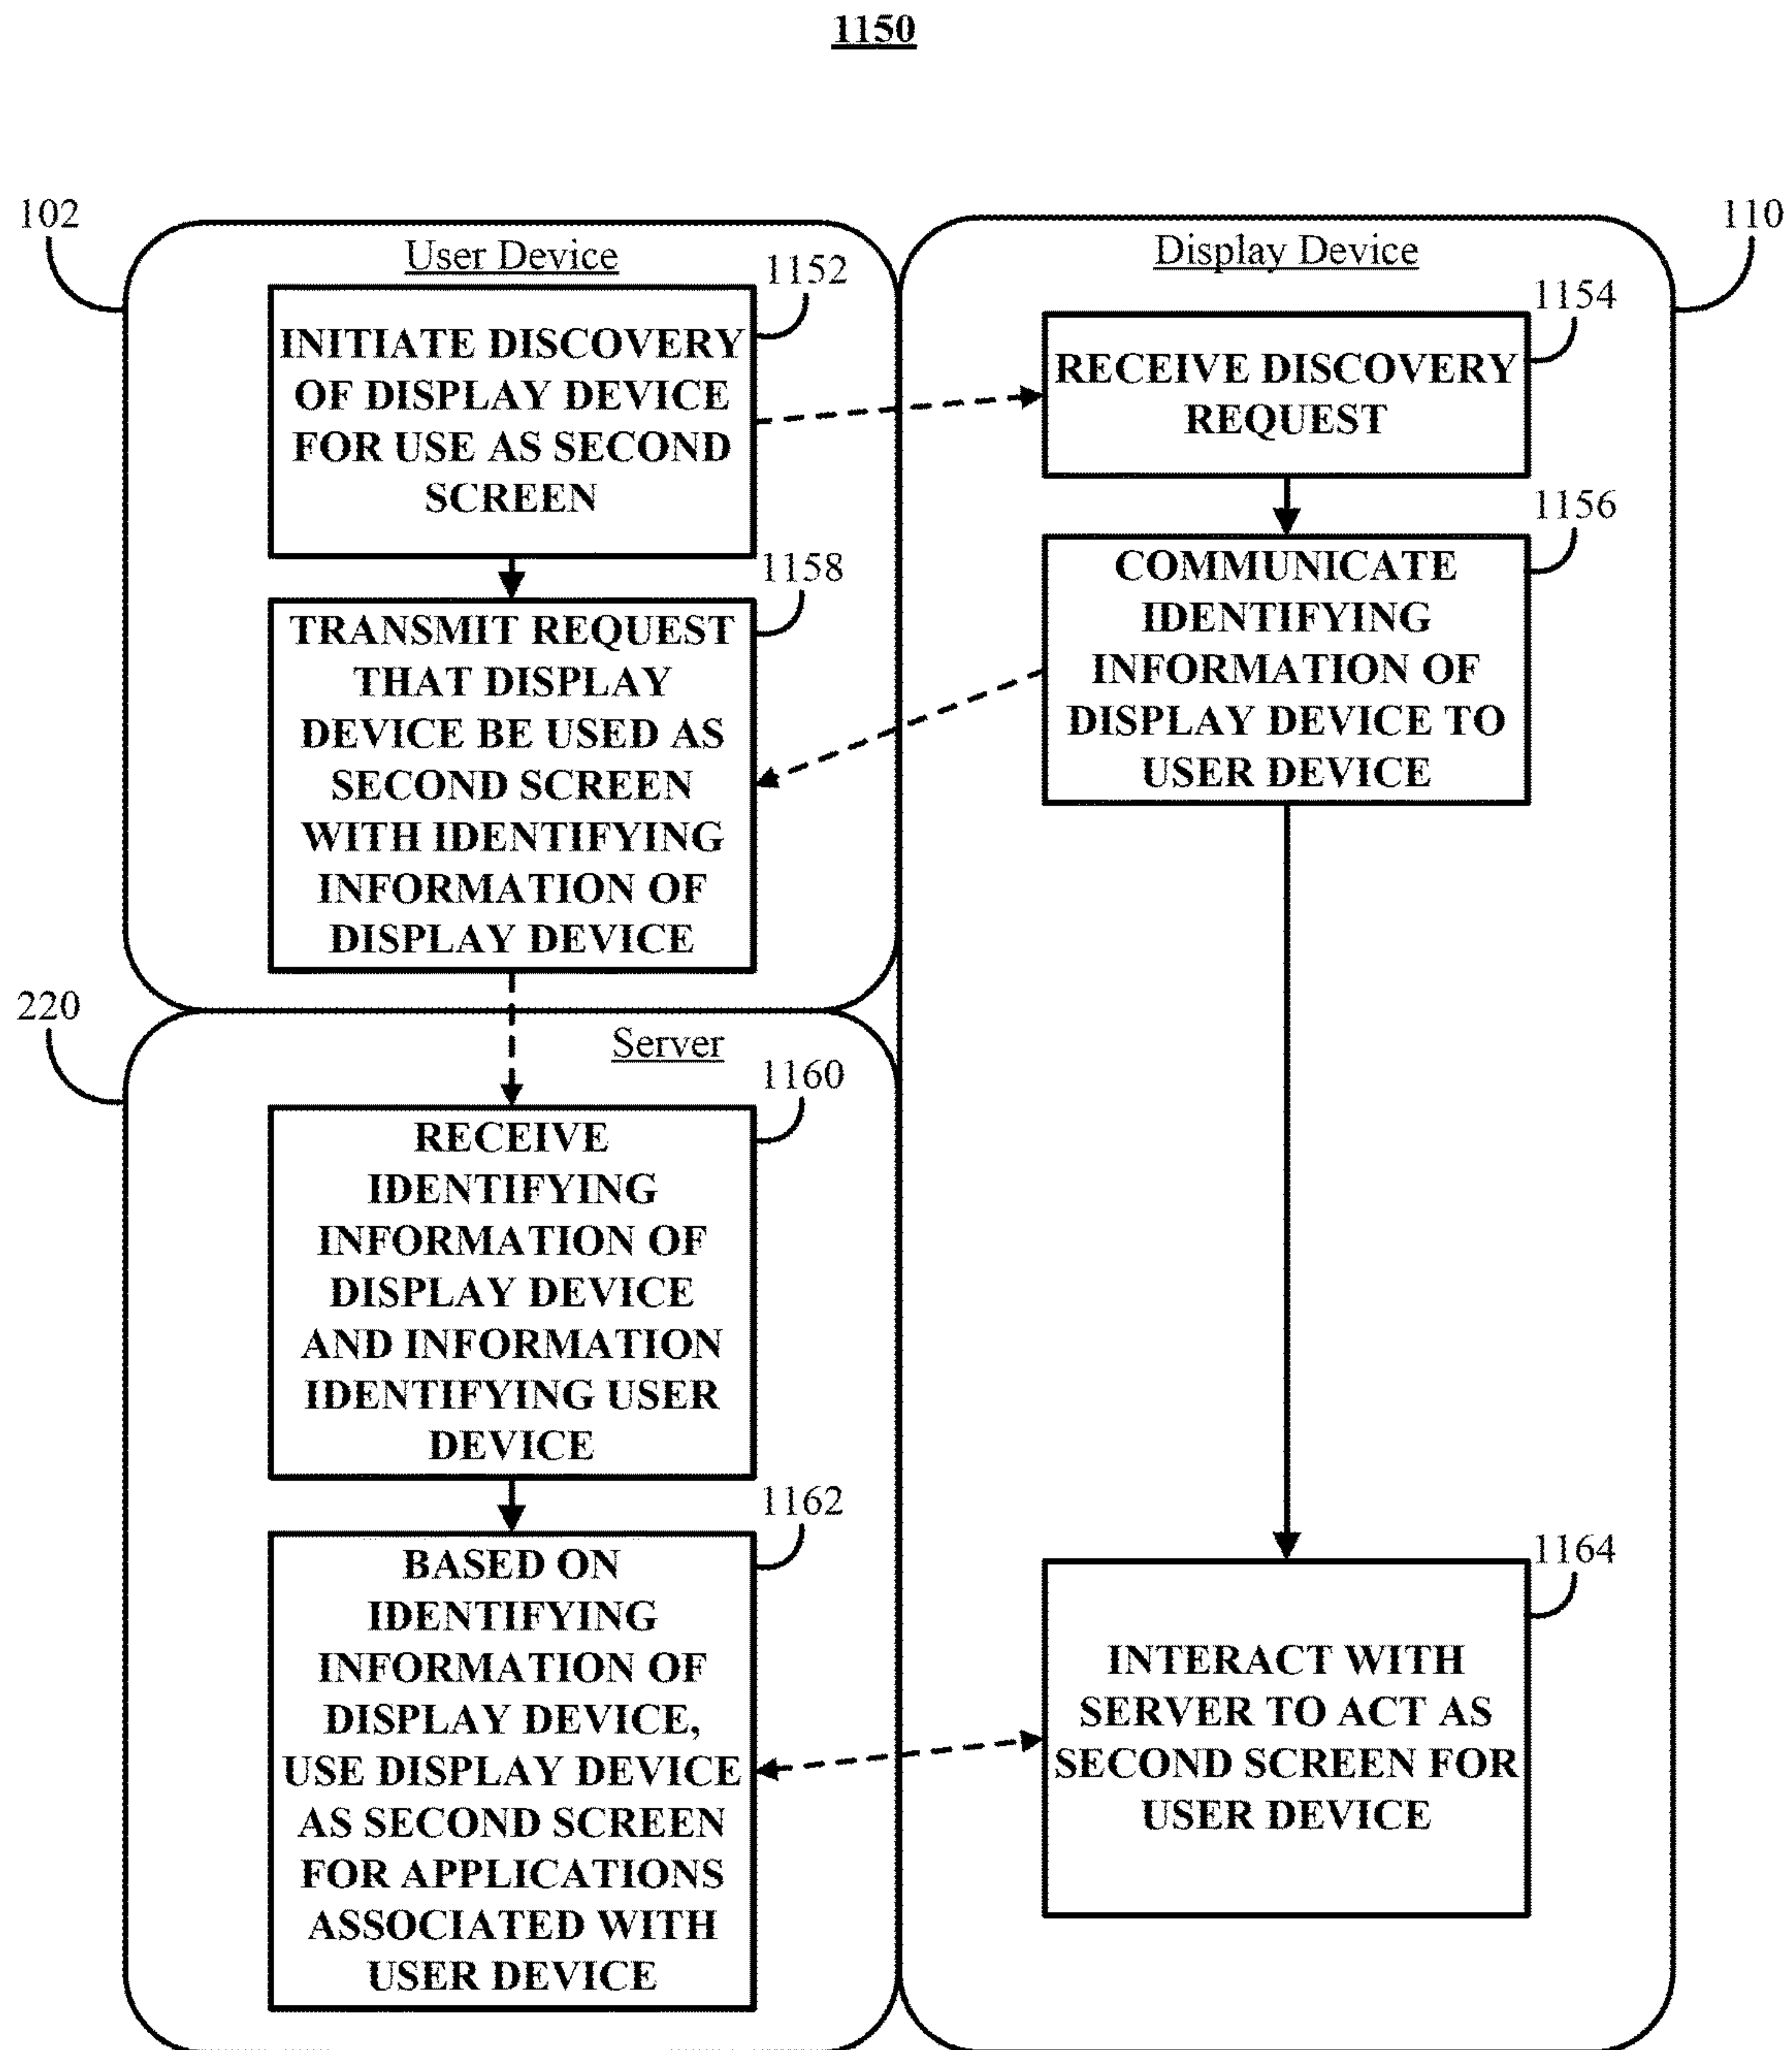 1150
102
User Device
1152
INITIATE DISCOVERY
OF DISPLAY DEVICE
FOR USE AS SECOND
SCREEN
1158
TRANSMIT REQUEST
THAT DISPLAY
DEVICE BE USED AS
SECOND SCREEN
WITH IDENTIFYING
INFORMATION OF
DISPLAY DEVICE
Display Device
110
1154
RECEIVE DISCOVERY
REQUEST
1156
COMMUNICATE
IDENTIFYING
INFORMATION OF
DISPLAY DEVICE TO
USER DEVICE
220
Server
1160
RECEIVE
IDENTIFYING
INFORMATION OF
DISPLAY DEVICE
AND INFORMATION
IDENTIFYING USER
DEVICE
1162
BASED ON
IDENTIFYING
INFORMATION OF
DISPLAY DEVICE,
USE DISPLAY DEVICE
AS SECOND SCREEN
FOR APPLICATIONS
ASSOCIATED WITH
USER DEVICE
1164
INTERACT WITH
SERVER TO ACT AS
SECOND SCREEN FOR
USER DEVICE